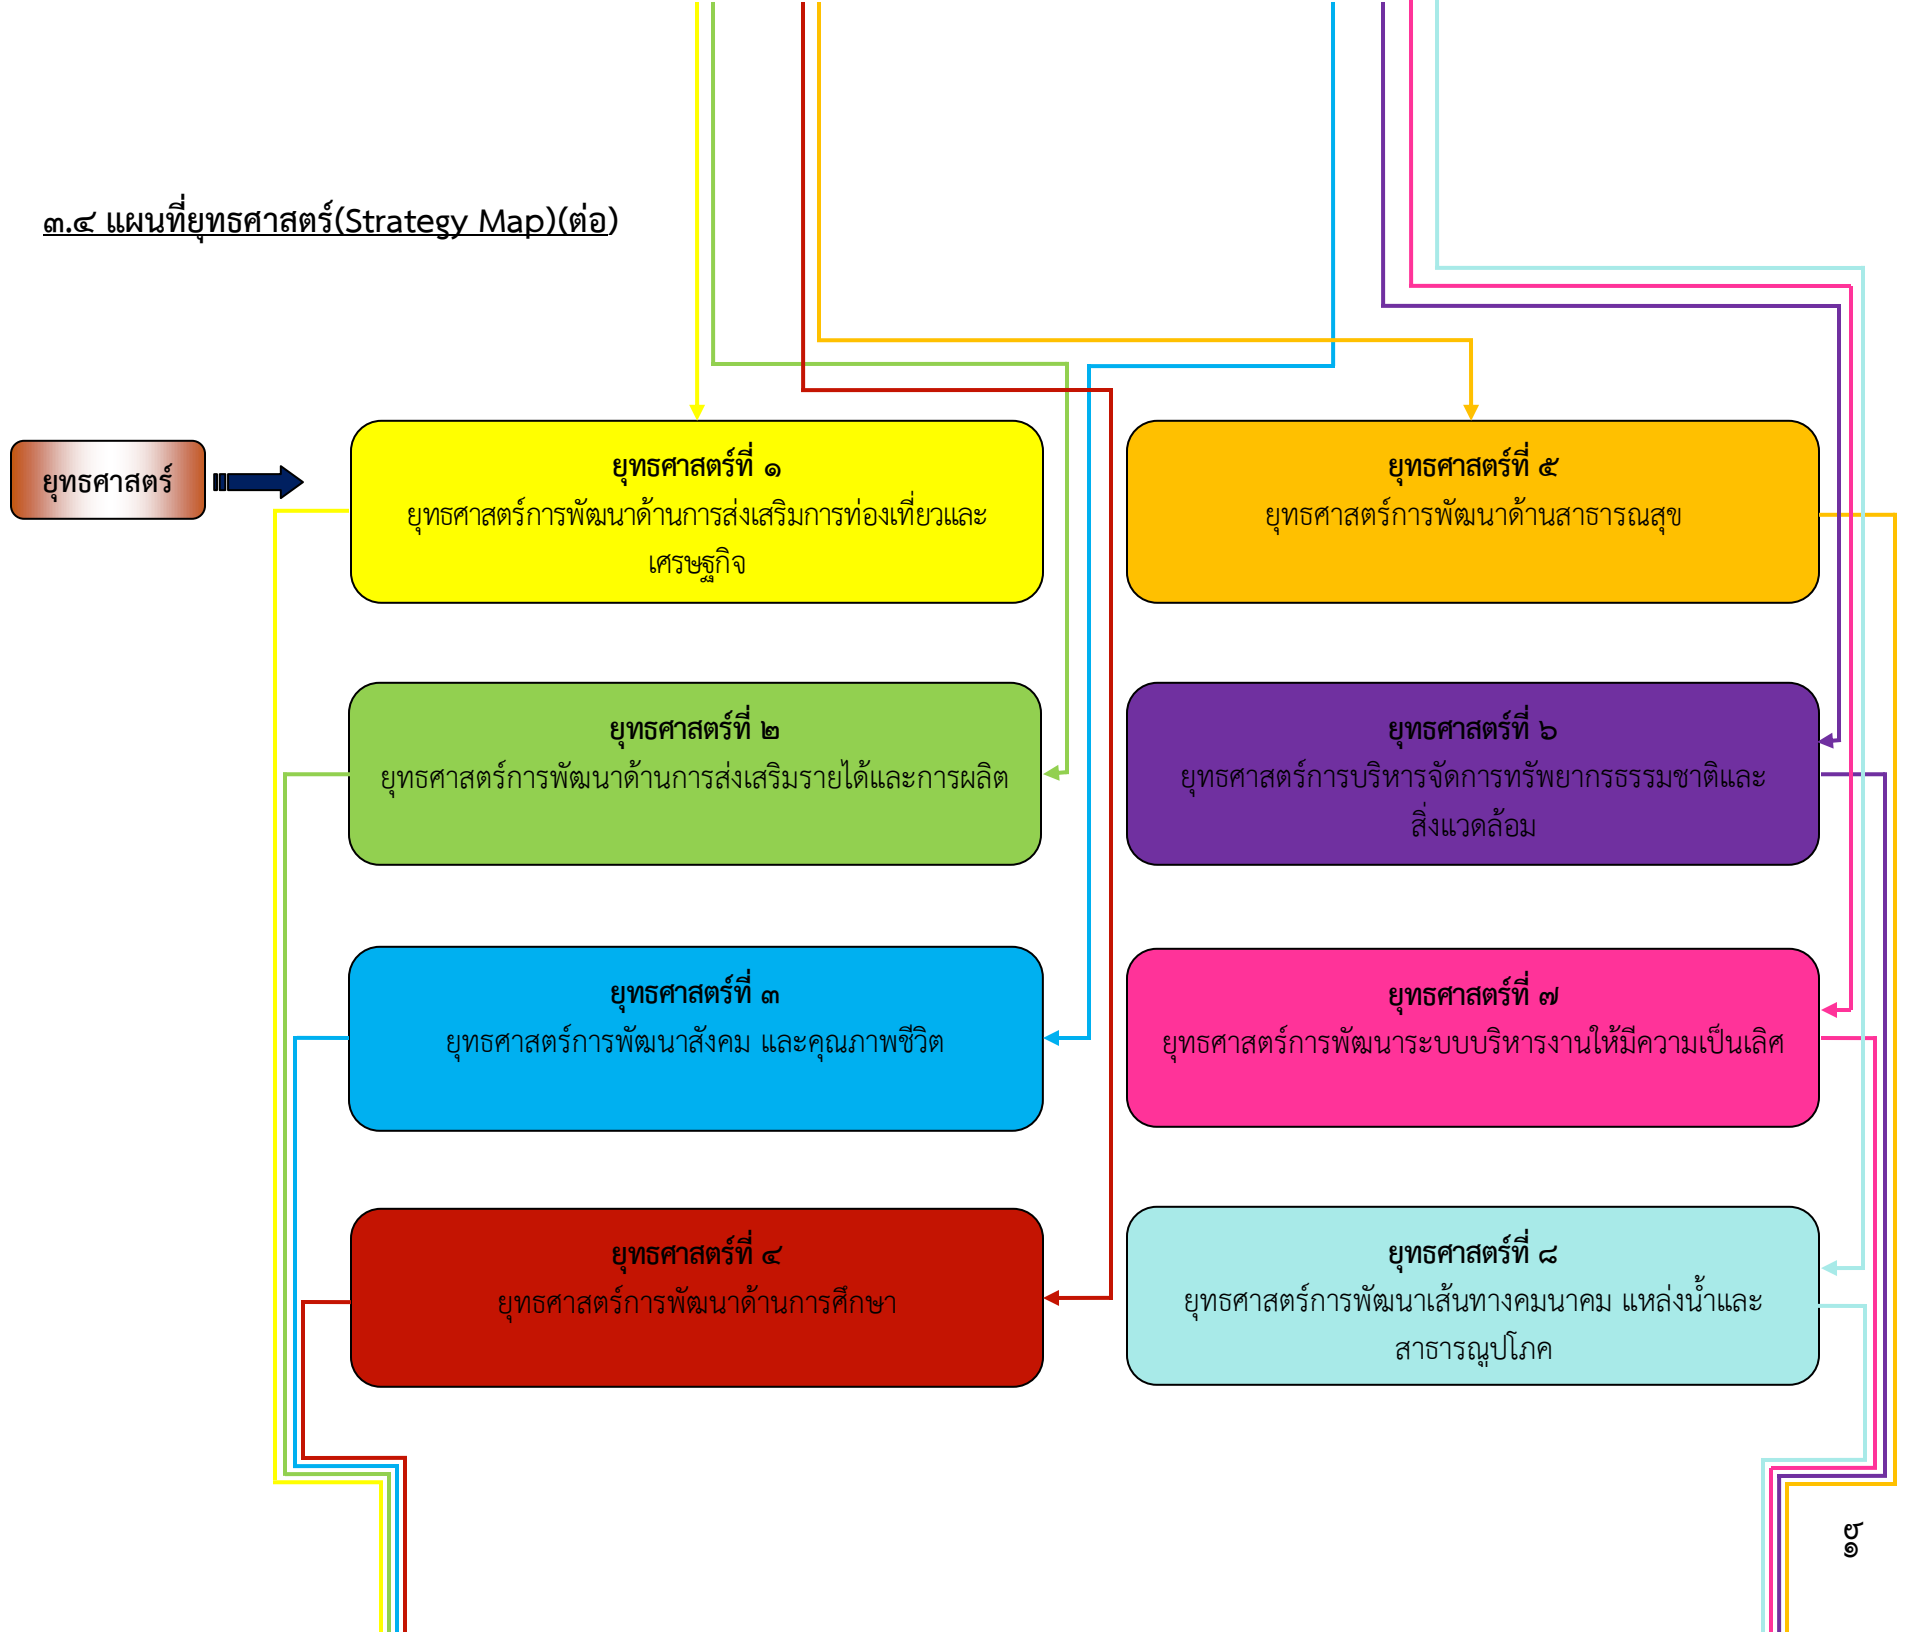 ๓.๔ แผนที่ยุทธศาสตร์(Strategy Map)(ต่อ)
ยุทธศาสตร์
ยุทธศาสตร์ที่ ๑
ยุทธศาสตร์การพัฒนาด้านการส่งเสริมการท่องเที่ยวและ
เศรษฐกิจ
ยุทธศาสตร์ที่ ๒
ยุทธศาสตร์การพัฒนาด้านการส่งเสริมรายได้และการผลิต
ยุทธศาสตร์ที่ ๓
ยุทธศาสตร์การพัฒนาสังคม และคุณภาพชีวิต
ยุทธศาสตร์ที่ ๔
ยุทธศาสตร์การพัฒนาด้านการศึกษา
ยุทธศาสตร์ที่ ๕
ยุทธศาสตร์การพัฒนาด้านสาธารณสุข
ยุทธศาสตร์ที่ ๖
ยุทธศาสตร์การบริหารจัดการทรัพยากรธรรมชาติและ
สิ่งแวดล้อม
ยุทธศาสตร์ที่ ๗
ยุทธศาสตร์การพัฒนาระบบบริหารงานให้มีความเป็นเลิศ
ยุทธศาสตร์ที่ ๘
ยุทธศาสตร์การพัฒนาเส้นทางคมนาคม แหล่งน้ำและ
สาธารณูปโภค